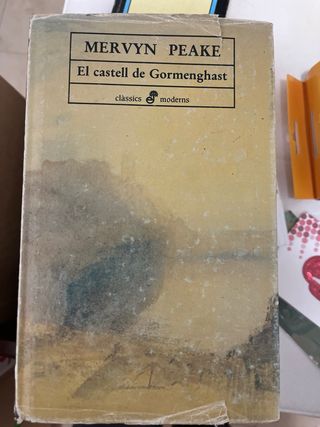 MERVYN PEAKE
El castell de Gormenghast
clàssics moderns